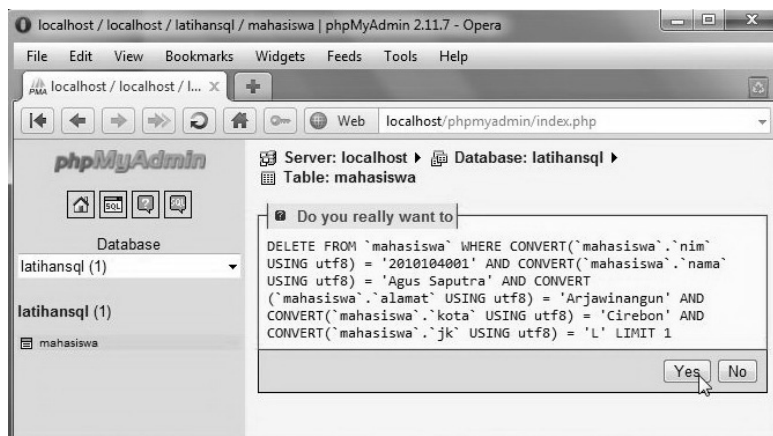 localhost / localhost / latihansql / mahasiswa | phpMyAdmin 2.11.7 - Opera
File Edit View Bookmarks Widgets Feeds Tools Help
PMA localhost / localhost / l...
Web localhost/phpmyadmin/index.php
phpMyAdmin
SQL
SQL
Database
latihansql (1)
latihansql (1)
mahasiswa
Server: localhost Database: latihansql
Table: mahasiswa
Do you really want to
DELETE FROM `mahasiswa` WHERE CONVERT(`mahasiswa`.`nim`
USING utf8) = '2010104001' AND CONVERT(`mahasiswa`.`nama`
USING utf8) = 'Agus Saputra' AND CONVERT
(`mahasiswa`.`alamat` USING utf8) = 'Arjawinangun' AND
CONVERT(`mahasiswa`.`kota` USING utf8) = 'Cirebon' AND
CONVERT(`mahasiswa`.`jk` USING utf8) = 'L' LIMIT 1
Yes No